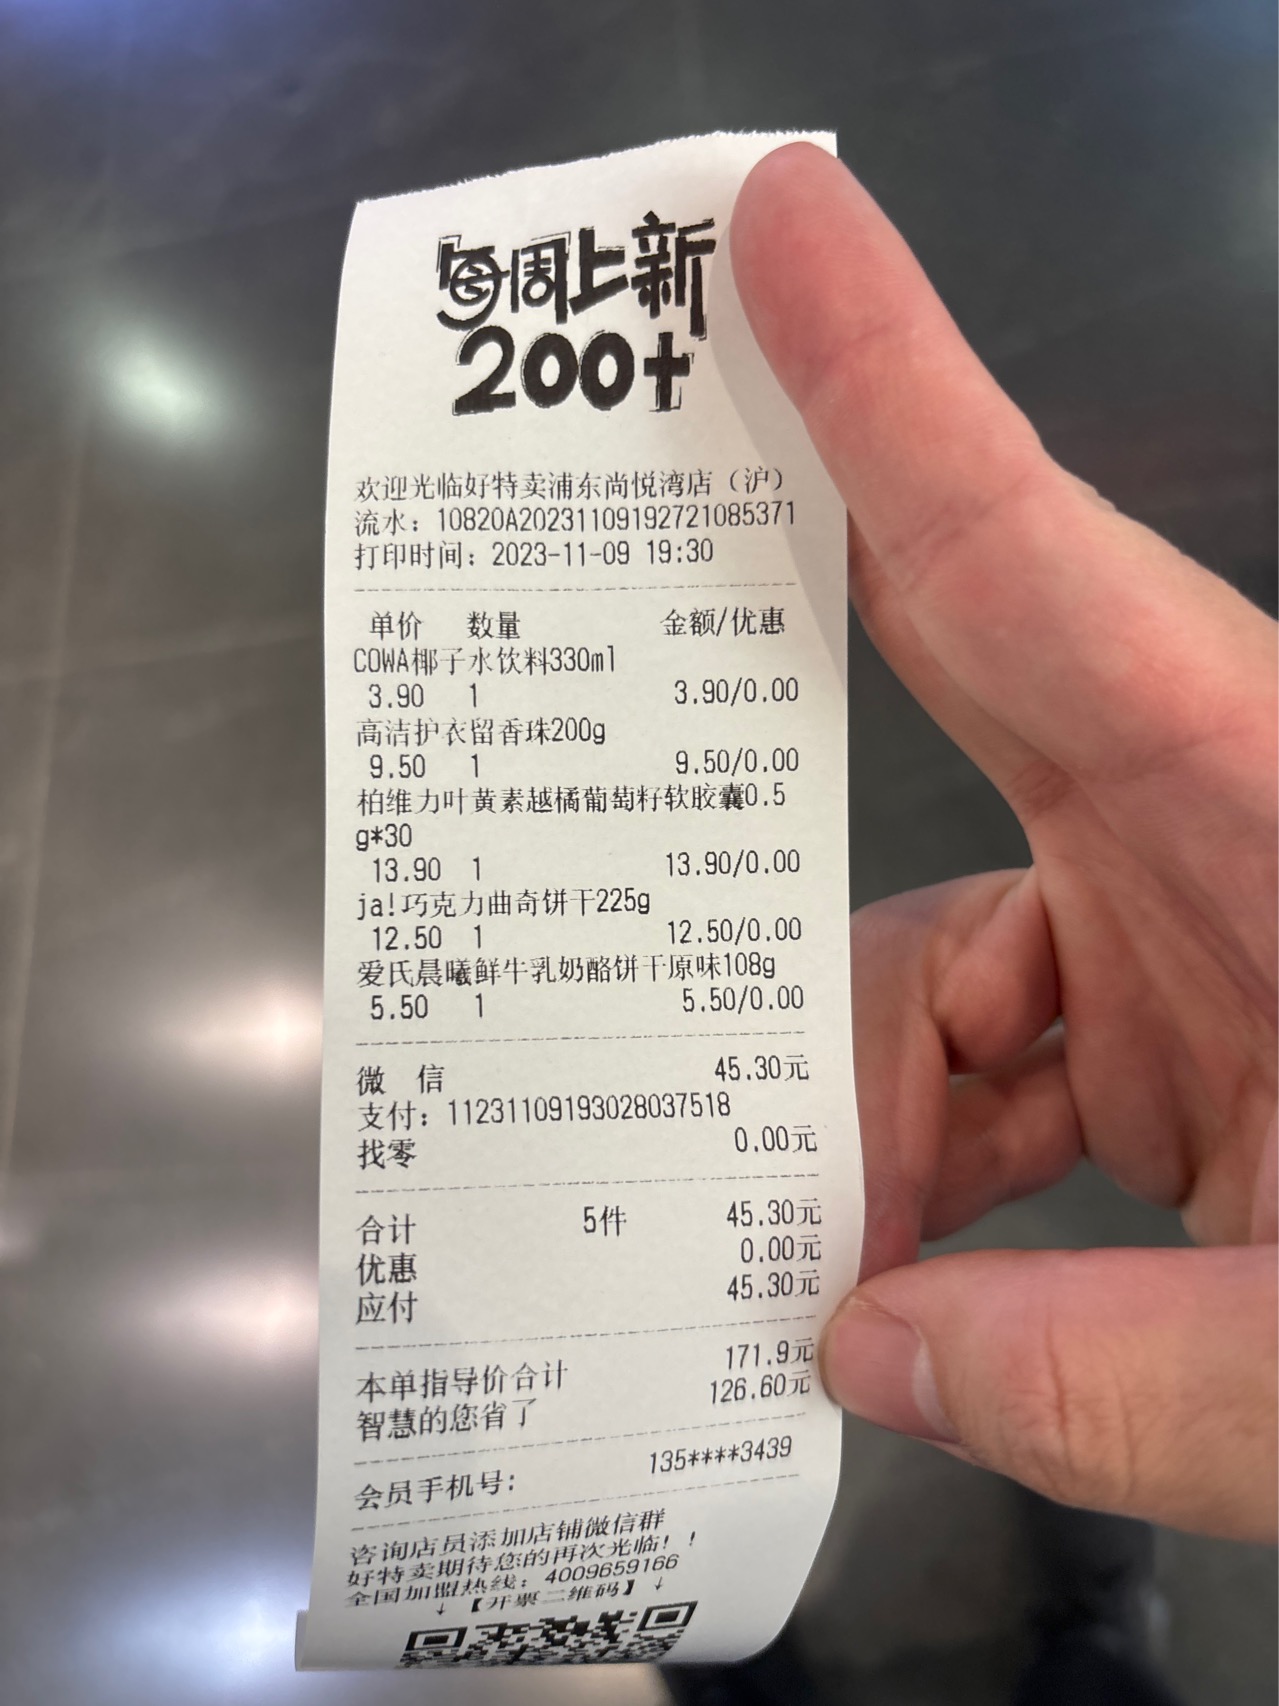 每周上新
200+
欢迎光临好特卖浦东尚悦湾店（沪）
流水：10820A20231109192721085371
打印时间：2023-11-09 19:30
单价 数量 金额/优惠
COWA椰子水饮料330ml
3.90 1 3.90/0.00
高洁护衣留香珠200g
9.50 1 9.50/0.00
柏维力叶黄素越橘葡萄籽软胶囊0.5
g*30
13.90 1 13.90/0.00
ja!巧克力曲奇饼干225g
12.50 1 12.50/0.00
爱氏晨曦鲜牛乳奶酪饼干原味108g
5.50 1 5.50/0.00
微 信 45.30元
支付：11231109193028037518
找零 0.00元
合计 5件 45.30元
优惠 0.00元
应付 45.30元
本单指导价合计 171.9元
智慧的您省了 126.60元
会员手机号: 135****3439
咨询店员添加店铺微信群
好特卖期待您的再次光临！！
全国加盟热线：4009659166
↓【开票二维码】↓